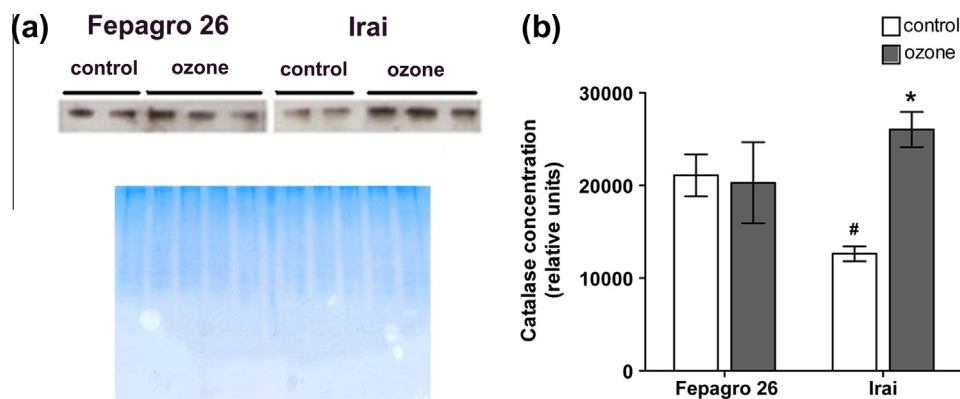 (a)
Fepagro 26 Irai
control ozone control ozone
(b)
control
ozone
Catalase concentration
(relative units)
30000
20000
10000
0
*
#
Fepagro 26 Irai